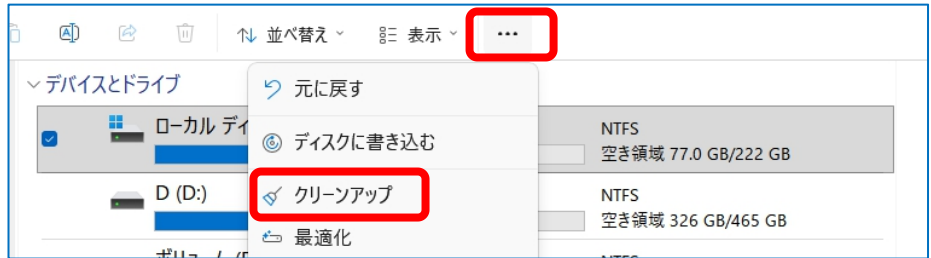 A
並べ替え
表示
...
デバイスとドライブ
元に戻す
ローカル ディ
NTFS
ディスクに書き込む
空き領域 77.0 GB/222 GB
D (D:)
クリーンアップ
NTFS
空き領域 326 GB/465 GB
最適化